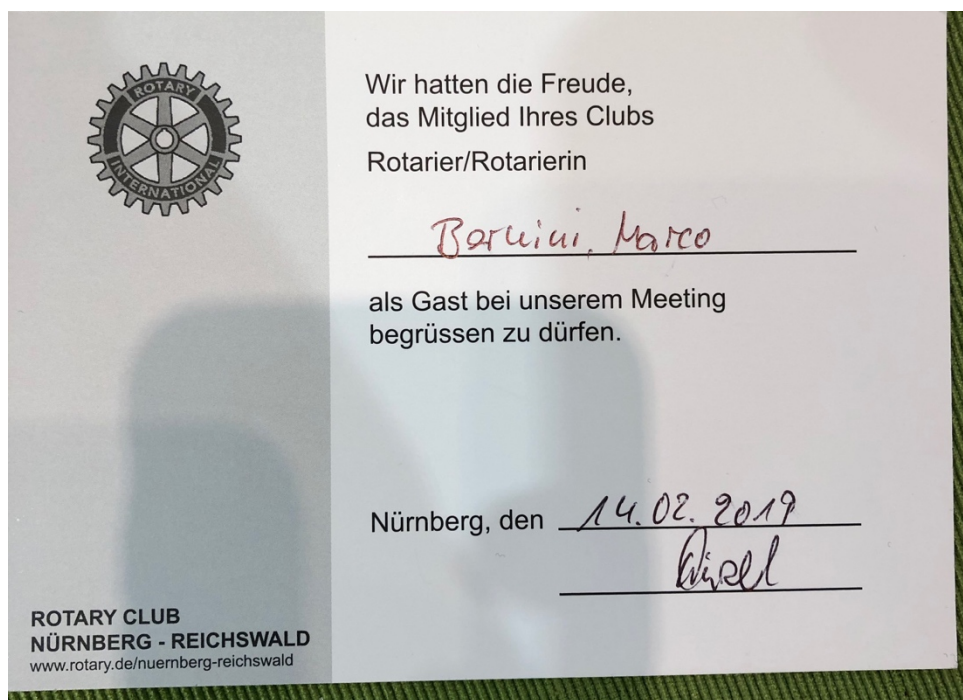 ROTARY
INTERNATIONAL
Wir hatten die Freude,
das Mitglied Ihres Clubs
Rotarier/Rotarierin
Bernini, Marco
als Gast bei unserem Meeting
begrüssen zu dürfen.
Nürnberg, den 14.02.2019
ROTARY CLUB
NÜRNBERG - REICHSWALD
www.rotary.de/nuernberg-reichswald